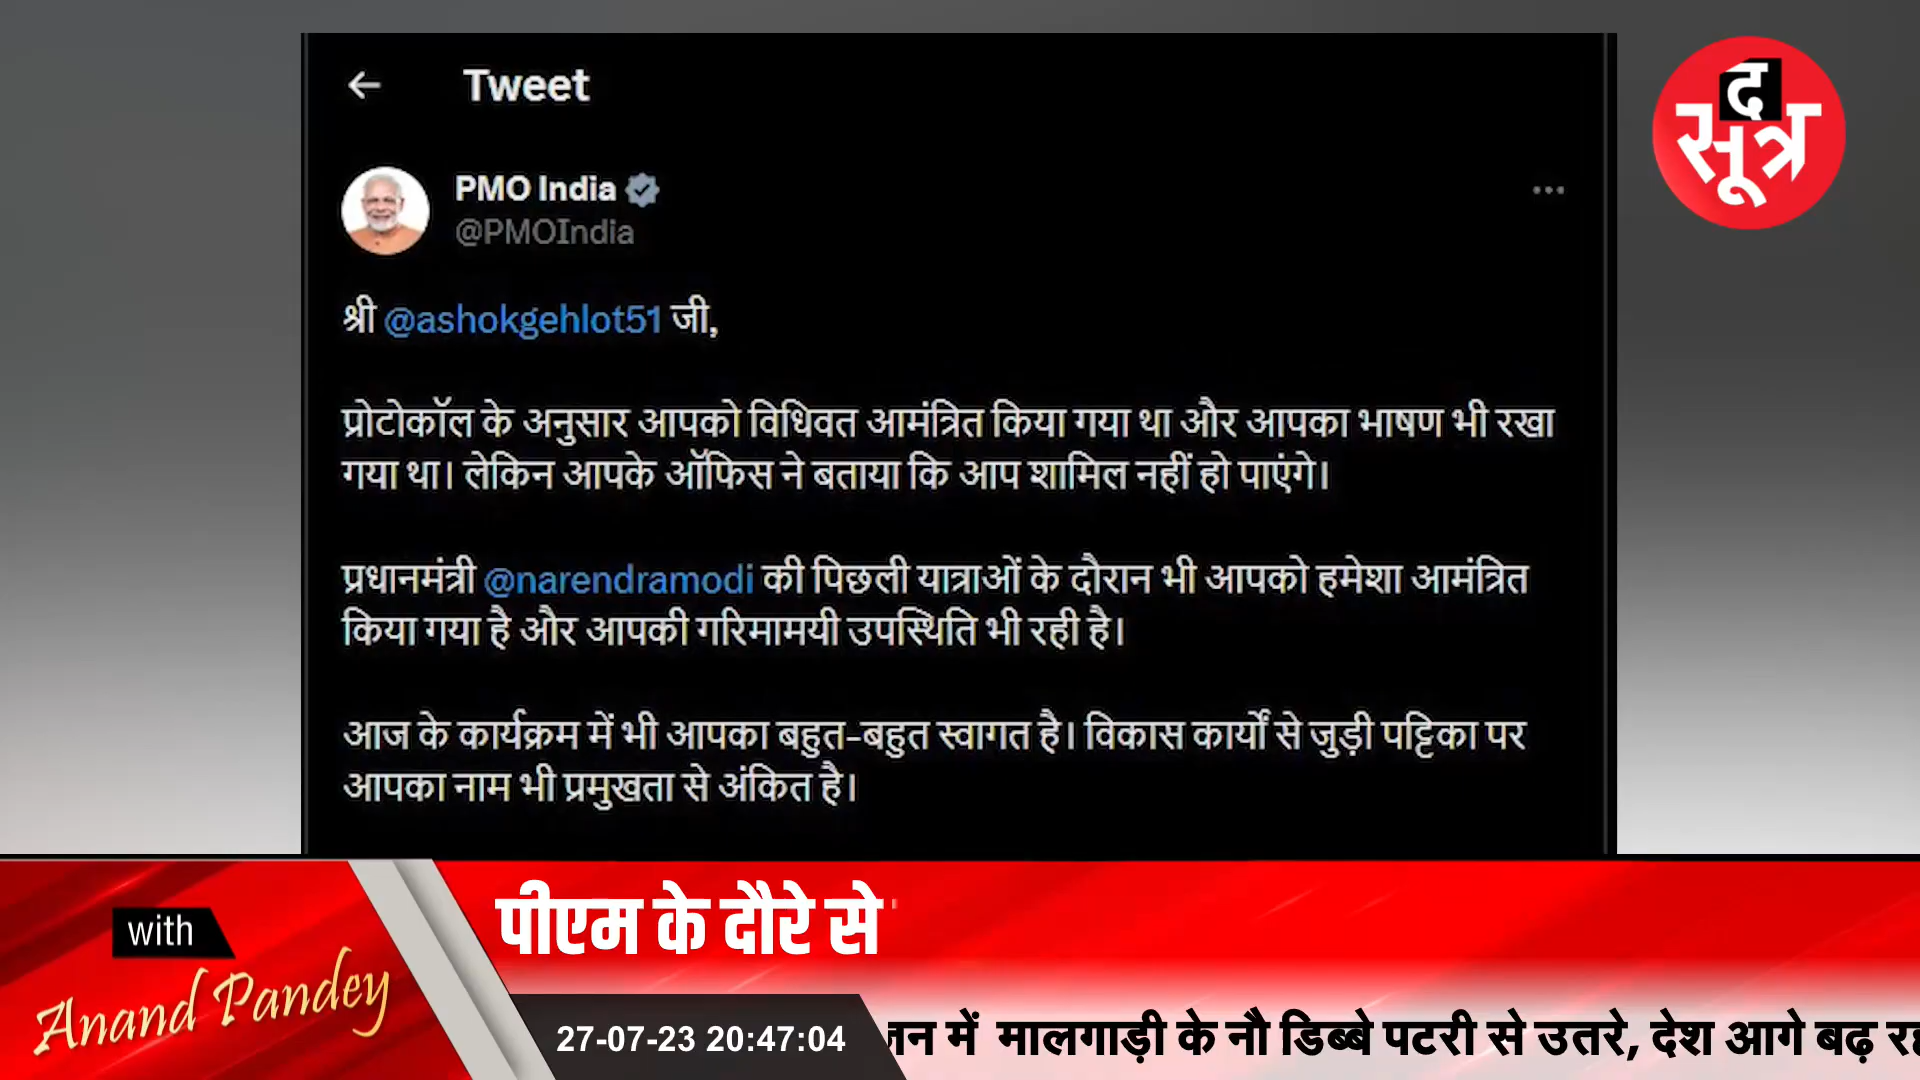 Tweet
द
सूत्र
PMO India
@PMOIndia
श्री @ashokgehlot51 जी,
प्रोटोकॉल के अनुसार आपको विधिवत आमंत्रित किया गया था और आपका भाषण भी रखा
गया था। लेकिन आपके ऑफिस ने बताया कि आप शामिल नहीं हो पाएंगे।
प्रधानमंत्री @narendramodi की पिछली यात्राओं के दौरान भी आपको हमेशा आमंत्रित
किया गया है और आपकी गरिमामयी उपस्थिति भी रही है।
आज के कार्यक्रम में भी आपका बहुत-बहुत स्वागत है। विकास कार्यों से जुड़ी पट्टिका पर
आपका नाम भी प्रमुखता से अंकित है।
with
Anand Pandey
पीएम के दौरे से
27-07-23 20:47:04
में मालगाड़ी के नौ डिब्बे पटरी से उतरे, देश आगे बढ़